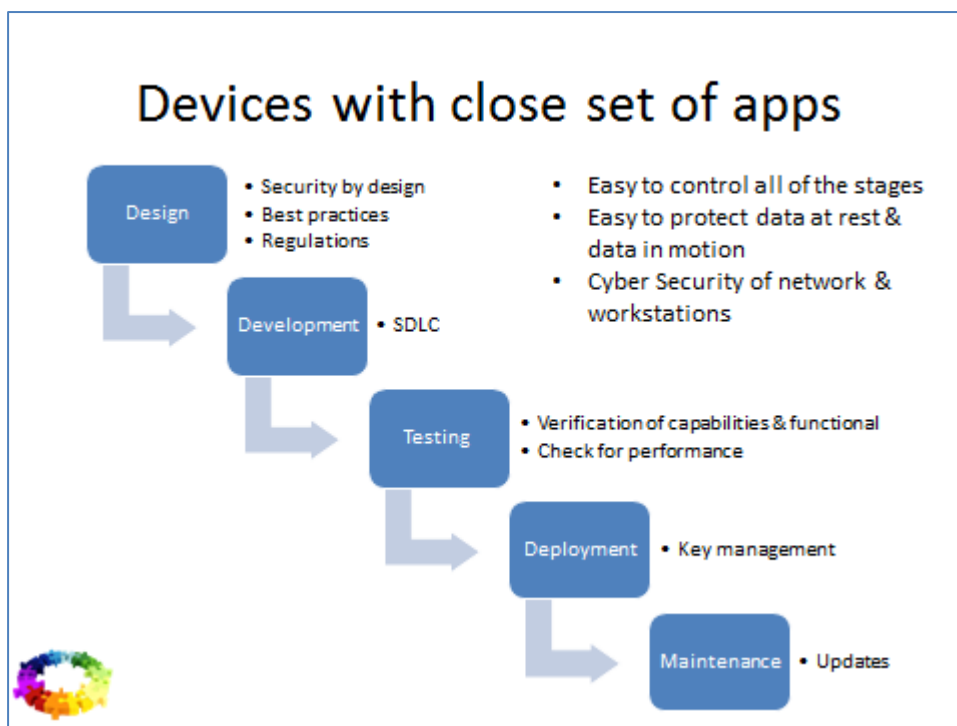 Devices with close set of apps
Design
• Security by design
• Best practices
• Regulations
• Easy to control all of the stages
• Easy to protect data at rest &
data in motion
• Cyber Security of network &
workstations
Development
• SDLC
Testing
• Verification of capabilities & functional
• Check for performance
Deployment
• Key management
Maintenance
• Updates